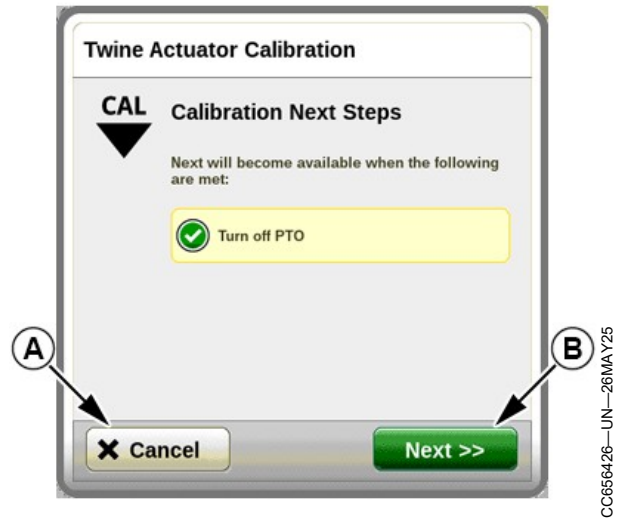 Twine Actuator Calibration
CAL
Calibration Next Steps
Next will become available when the following
are met:
Turn off PTO
A
B
Cancel
Next >>
CC656426—UN—26MAY25